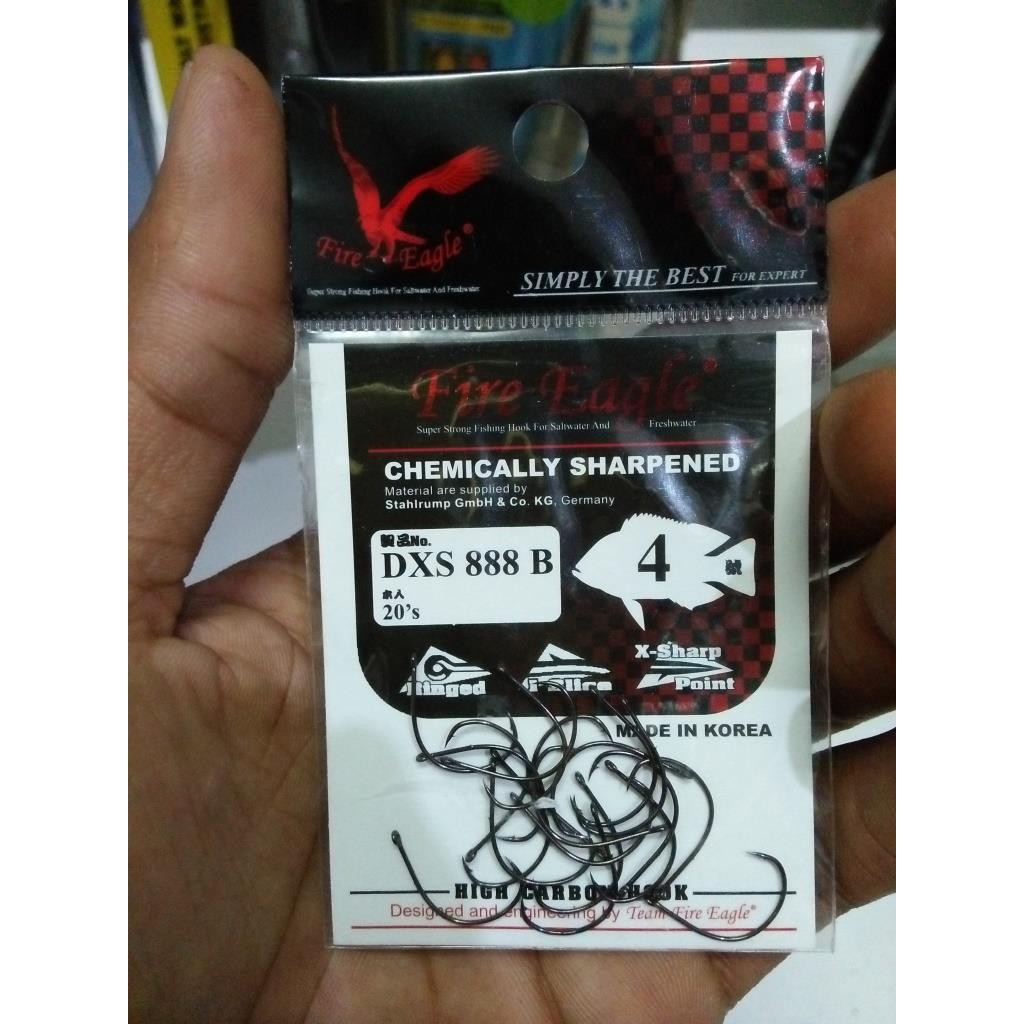 Fire Eagle®
Super Strong Fishing Hook For Saltwater And Freshwater
SIMPLY THE BEST FOR EXPERT
Fire Eagle®
Super Strong Fishing Hook For Saltwater And Freshwater
CHEMICALLY SHARPENED
Material are supplied by
Stahlrump GmbH & Co. KG, Germany
製品No.
DXS 888 B
本入
20's
4
號
Ringed
X-Sharp
Point
MADE IN KOREA
HIGH CARBON HOOK
Designed and engineering by Team Fire Eagle®